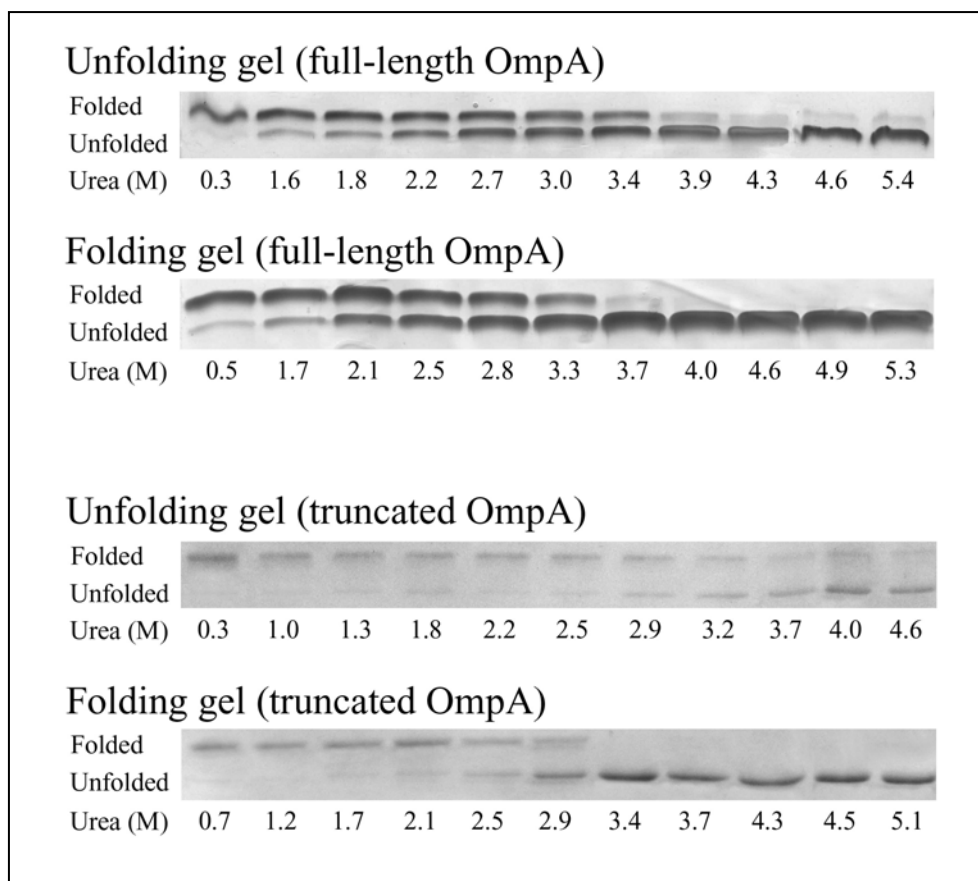 Unfolding gel (full-length OmpA)
Folded
Unfolded
Urea (M) 0.3 1.6 1.8 2.2 2.7 3.0 3.4 3.9 4.3 4.6 5.4
Folding gel (full-length OmpA)
Folded
Unfolded
Urea (M) 0.5 1.7 2.1 2.5 2.8 3.3 3.7 4.0 4.6 4.9 5.3
Unfolding gel (truncated OmpA)
Folded
Unfolded
Urea (M) 0.3 1.0 1.3 1.8 2.2 2.5 2.9 3.2 3.7 4.0 4.6
Folding gel (truncated OmpA)
Folded
Unfolded
Urea (M) 0.7 1.2 1.7 2.1 2.5 2.9 3.4 3.7 4.3 4.5 5.1